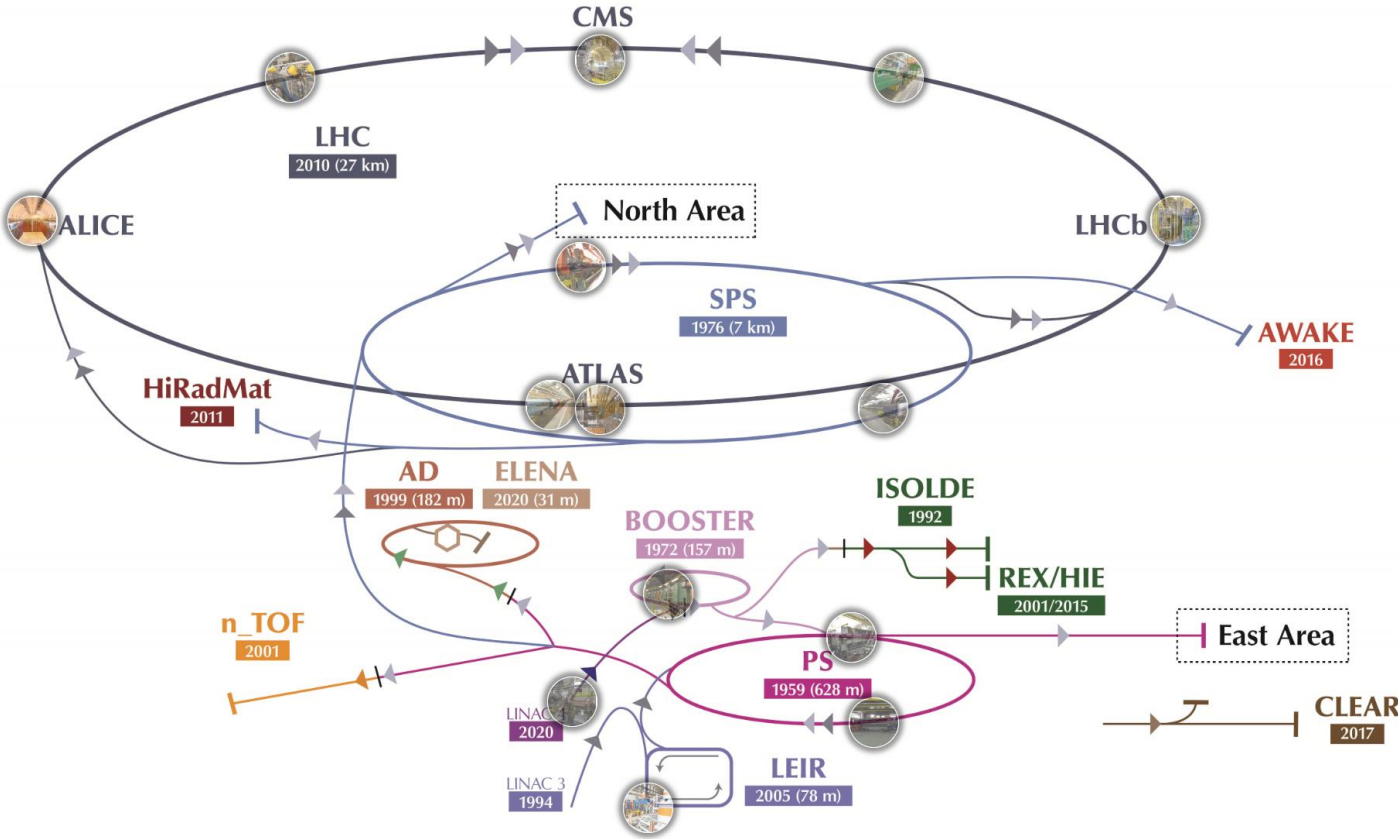 CMS
LHC
2010 (27 km)
North Area
ALICE
LHCb
SPS
1976 (7 km)
AWAKE
2016
ATLAS
HiRadMat
2011
AD
1999 (182 m)
ELENA
2020 (31 m)
ISOLDE
1992
BOOSTER
1972 (157 m)
REX/HIE
2001/2015
n_TOF
2001
East Area
PS
1959 (628 m)
LINAC
2020
CLEAR
2017
LEIR
2005 (78 m)
LINAC 3
1994